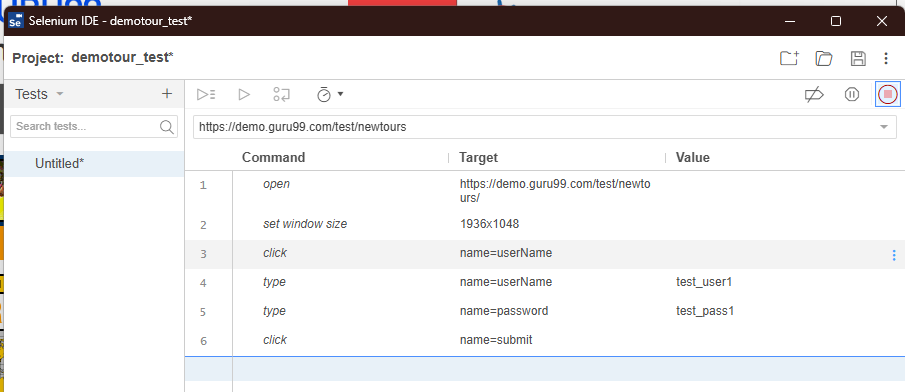 Selenium IDE - demotour_test*
Project: demotour_test*
Tests
Search tests...
https://demo.guru99.com/test/newtours
Untitled*
Command Target Value
1 open https://demo.guru99.com/test/newto
urs/
2 set window size 1936x1048
3 click name=userName
4 type name=userName test_user1
5 type name=password test_pass1
6 click name=submit